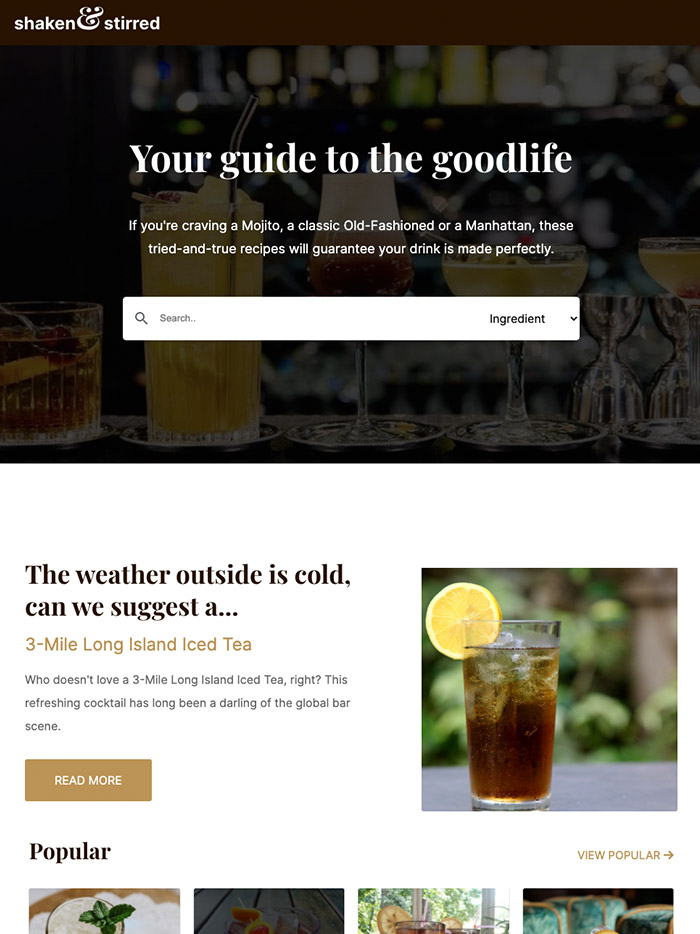 shaken & stirred
Your guide to the goodlife
If you're craving a Mojito, a classic Old-Fashioned or a Manhattan, these
tried-and-true recipes will guarantee your drink is made perfectly.
Search..
Ingredient
The weather outside is cold,
can we suggest a...
3-Mile Long Island Iced Tea
Who doesn't love a 3-Mile Long Island Iced Tea, right? This
refreshing cocktail has long been a darling of the global bar
scene.
READ MORE
Popular
VIEW POPULAR →